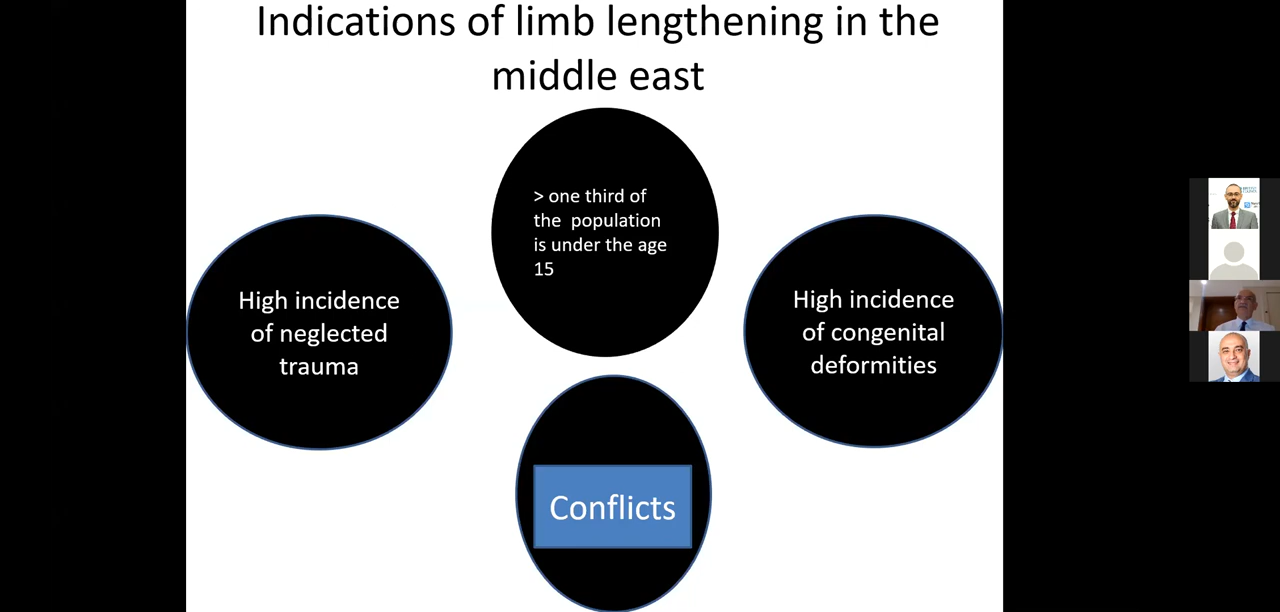 Indications of limb lengthening in the
middle east
> one third of
the population
is under the age
15
High incidence
of neglected
trauma
High incidence
of congenital
deformities
Conflicts